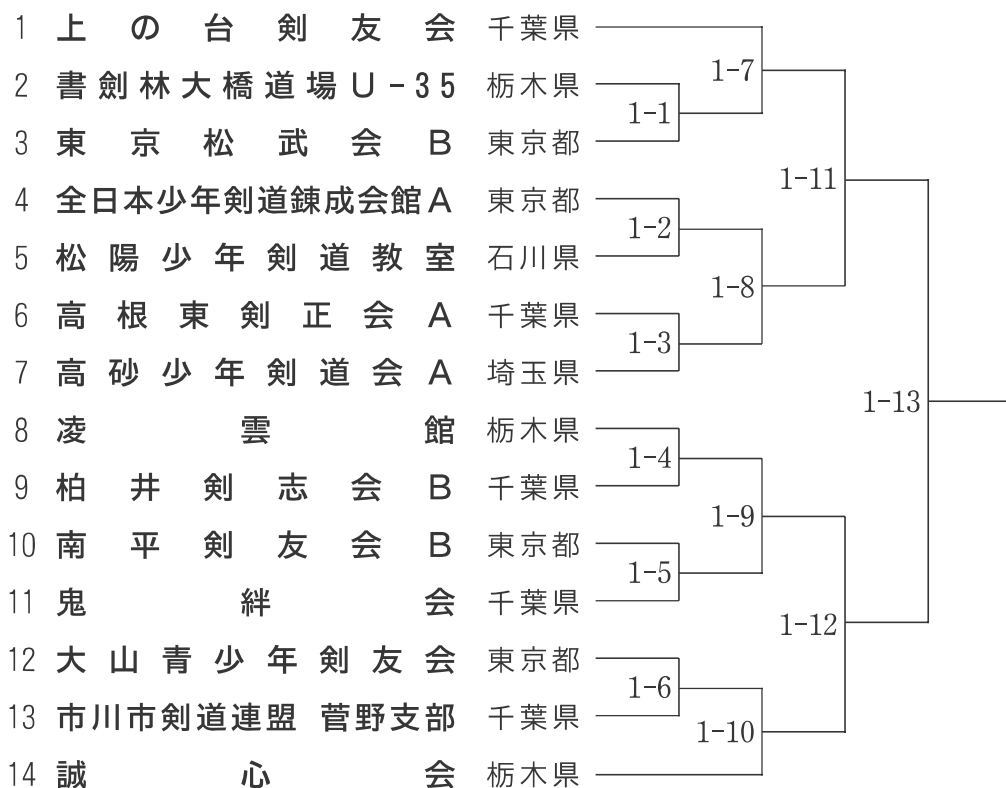 1 上の台剣友会 千葉県
1-7
2 書劍林大橋道場U-35 栃木県
1-1
3 東京松武会B 東京都
1-11
4 全日本少年剣道錬成会館A 東京都
1-2
5 松陽少年剣道教室 石川県
1-8
6 高根東剣正会A 千葉県
1-3
7 高砂少年剣道会A 埼玉県
1-13
8 凌雲館 栃木県
1-4
9 柏井剣志会B 千葉県
1-9
10 南平剣友会B 東京都
1-5
11 鬼絆会 千葉県
1-12
12 大山青少年剣友会 東京都
1-6
13 市川市剣道連盟 菅野支部 千葉県
1-10
14 誠心会 栃木県